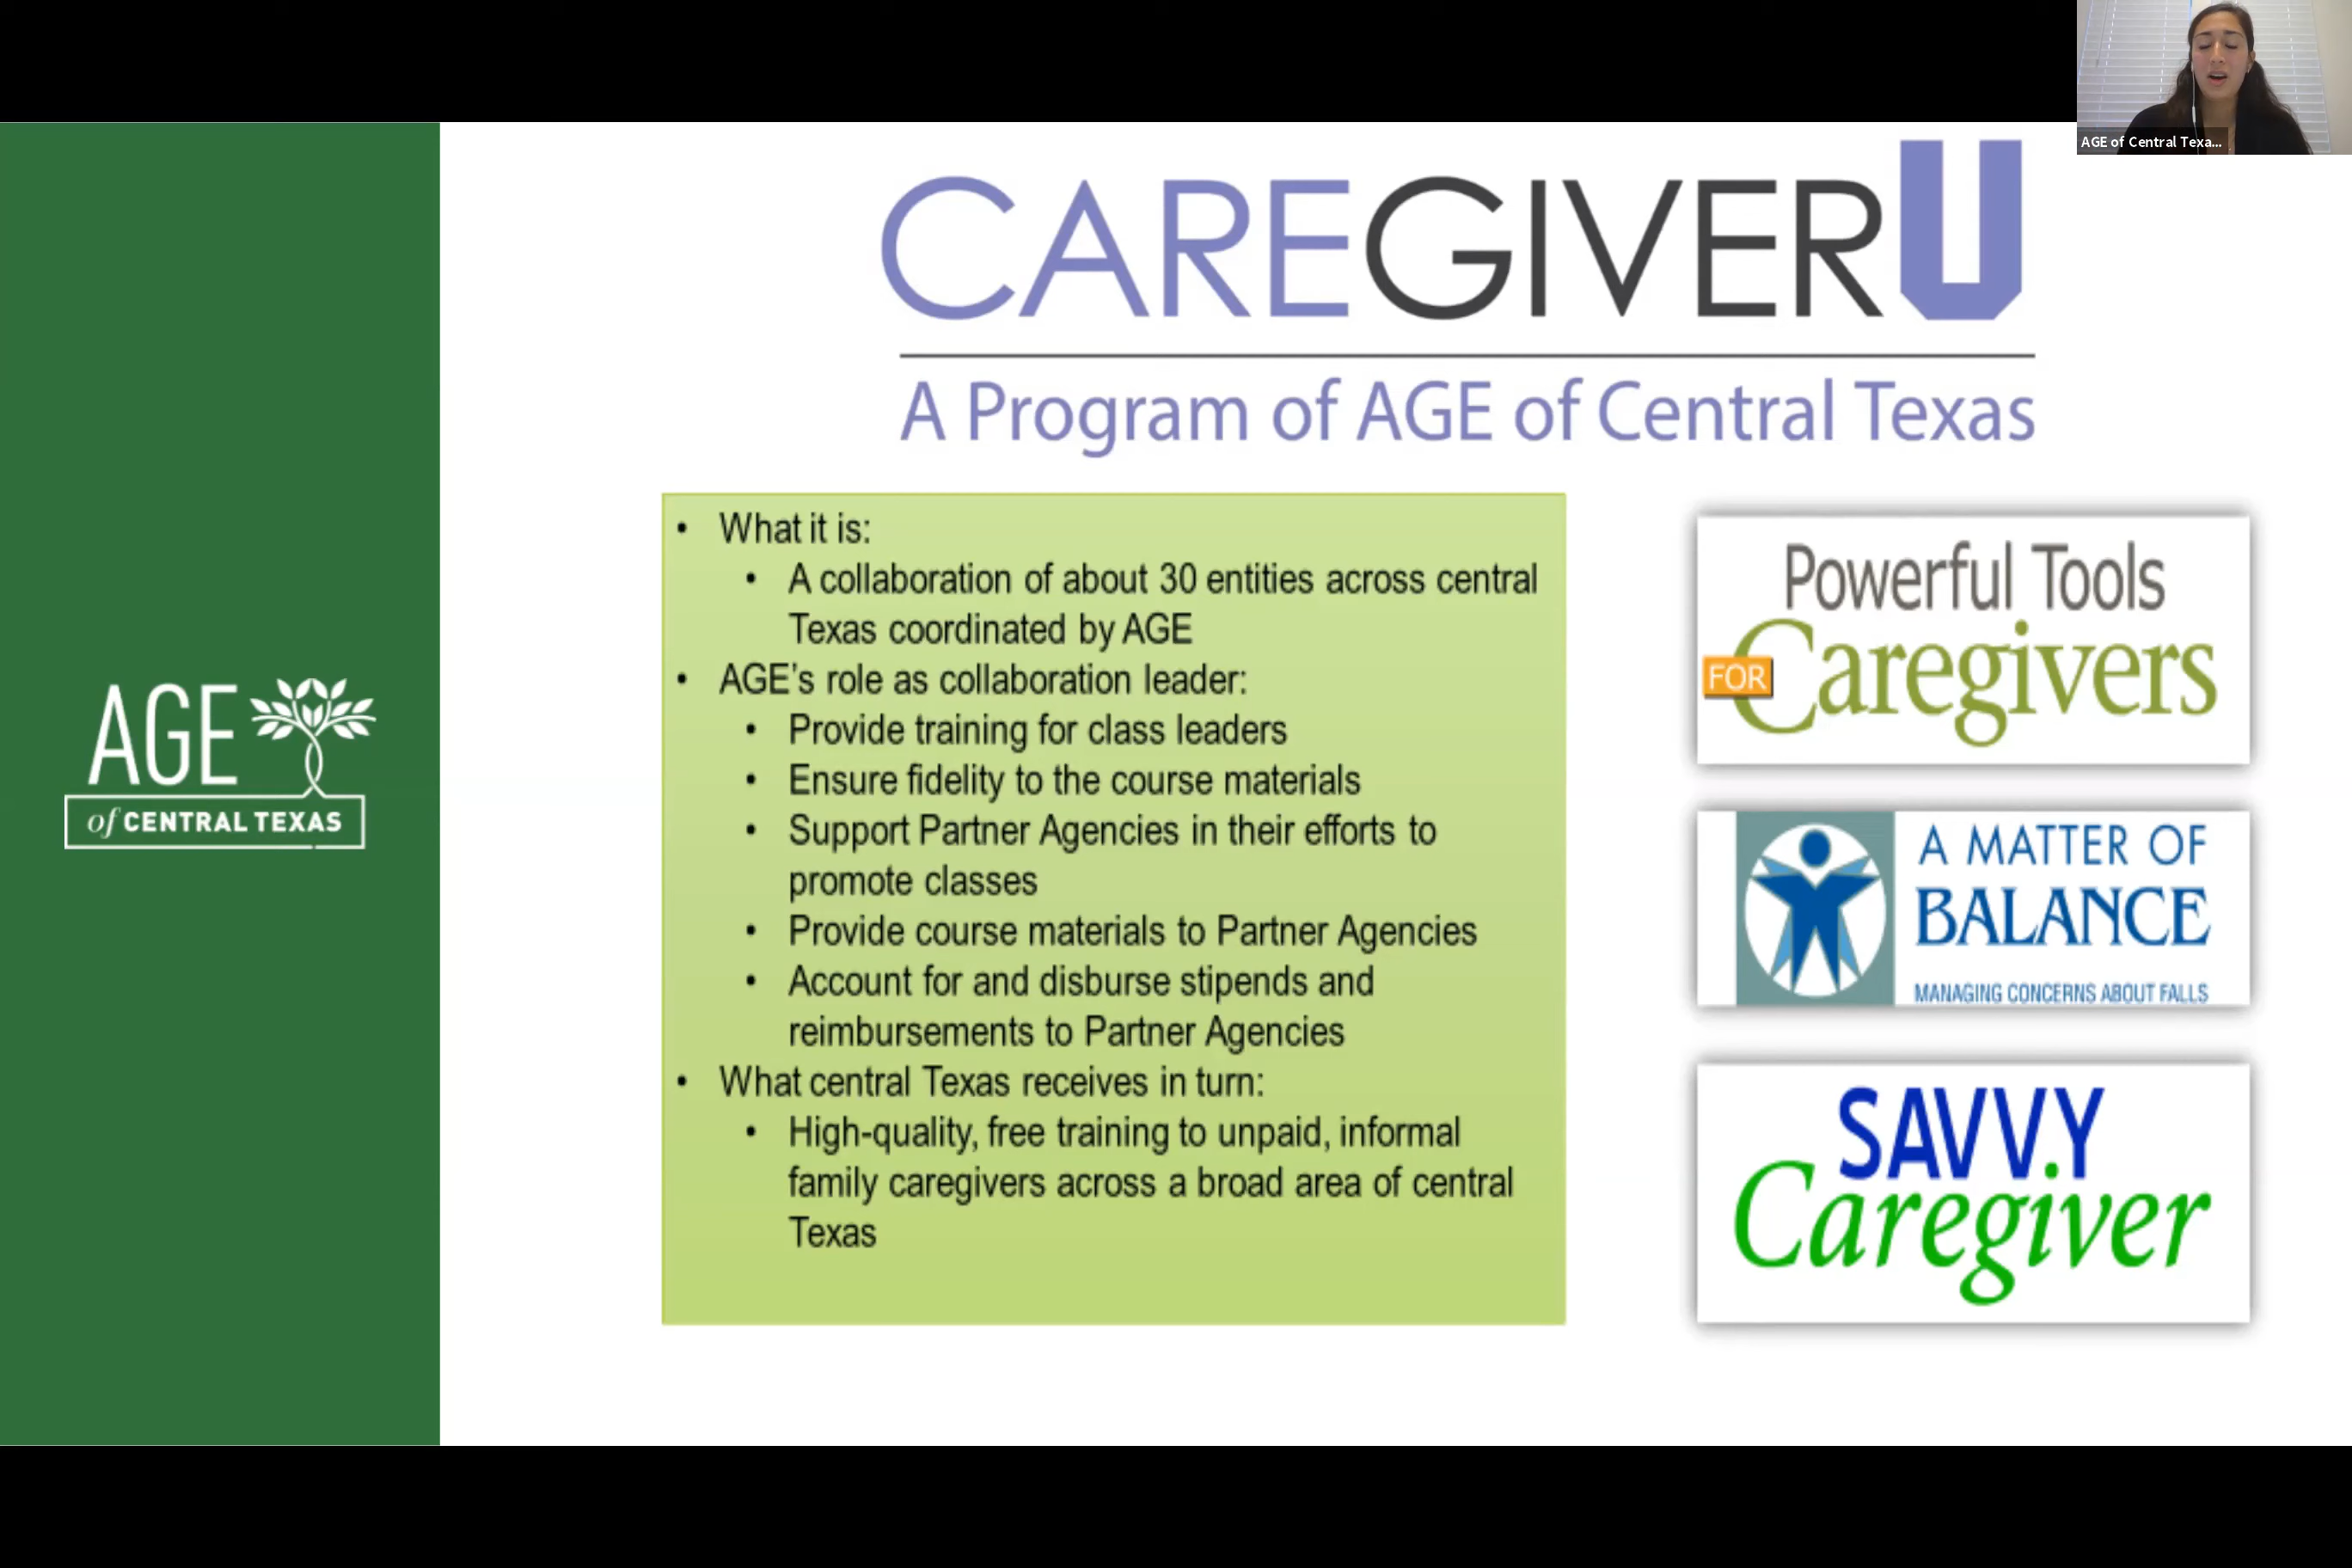 AGE of Central Texa...
CAREGIVERU
A Program of AGE of Central Texas
AGE
of CENTRAL TEXAS
• What it is:
• A collaboration of about 30 entities across central
Texas coordinated by AGE
• AGE's role as collaboration leader:
• Provide training for class leaders
• Ensure fidelity to the course materials
• Support Partner Agencies in their efforts to
promote classes
• Provide course materials to Partner Agencies
• Account for and disburse stipends and
reimbursements to Partner Agencies
• What central Texas receives in turn:
• High-quality, free training to unpaid, informal
family caregivers across a broad area of central
Texas
Powerful Tools
FOR Caregivers
A MATTER OF
BALANCE
MANAGING CONCERNS ABOUT FALLS
SAVVY
Caregiver